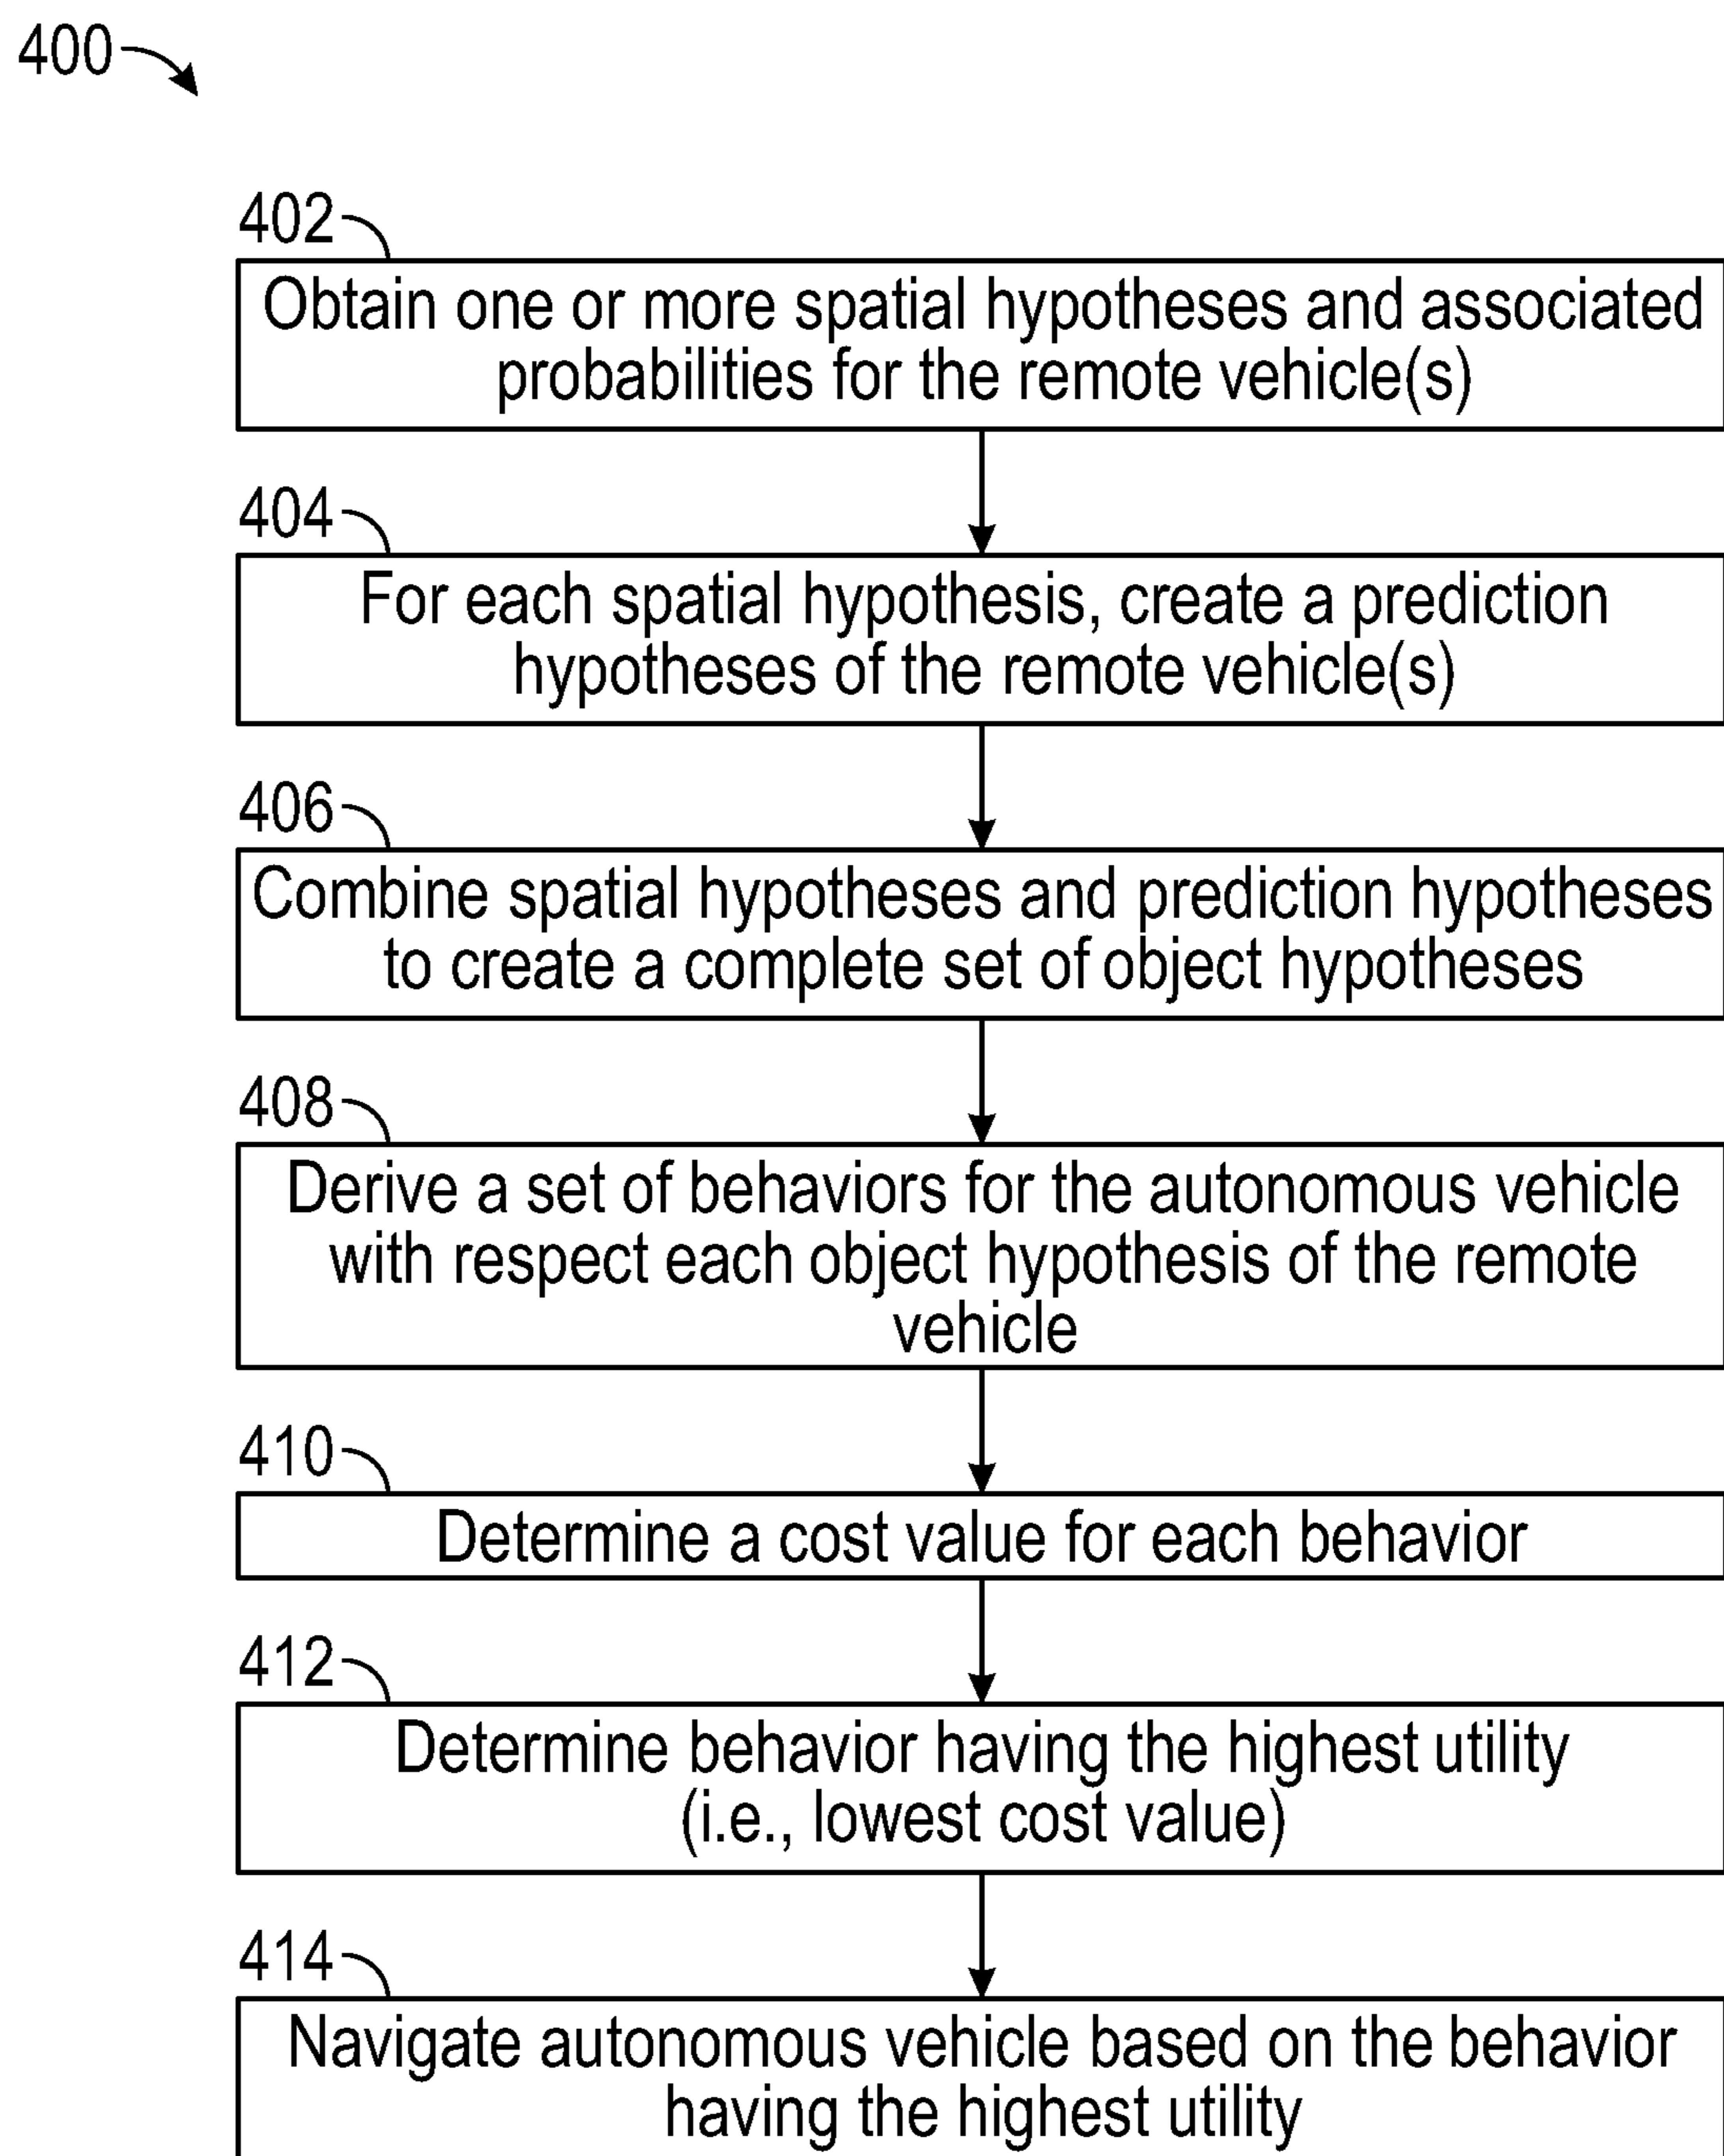 400
402
Obtain one or more spatial hypotheses and associated
probabilities for the remote vehicle(s)
404
For each spatial hypothesis, create a prediction
hypotheses of the remote vehicle(s)
406
Combine spatial hypotheses and prediction hypotheses
to create a complete set of object hypotheses
408
Derive a set of behaviors for the autonomous vehicle
with respect each object hypothesis of the remote
vehicle
410
Determine a cost value for each behavior
412
Determine behavior having the highest utility
(i.e., lowest cost value)
414
Navigate autonomous vehicle based on the behavior
having the highest utility